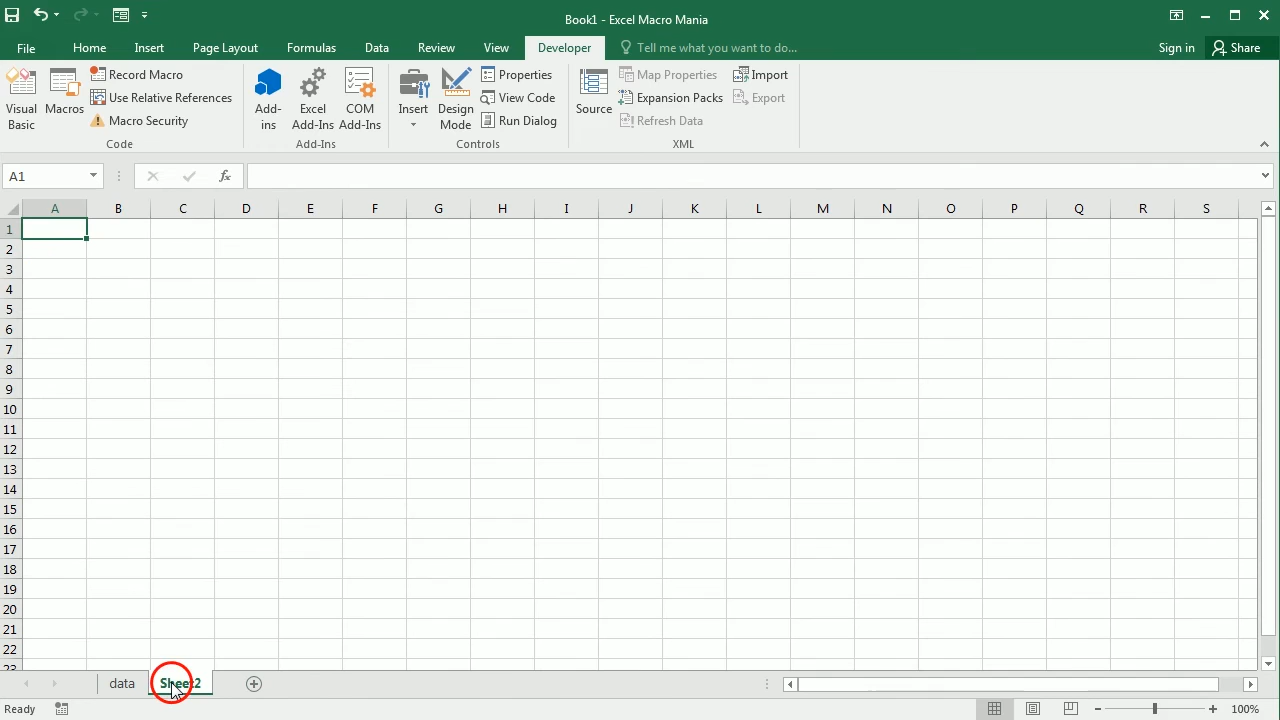 Book1 - Excel Macro Mania
File Home Insert Page Layout Formulas Data Review View Developer Tell me what you want to do... Sign in Share
Visual Basic
Macros
Record Macro
Use Relative References
Macro Security
Code
Add-ins
Excel Add-Ins
COM Add-Ins
Add-Ins
Insert
Design Mode
Properties
View Code
Run Dialog
Controls
Source
Map Properties
Expansion Packs
Refresh Data
Import
Export
XML
A1 fx
A B C D E F G H I J K L M N O P Q R S
1
2
3
4
5
6
7
8
9
10
11
12
13
14
15
16
17
18
19
20
21
22
23
data Sheet2
Ready 100%